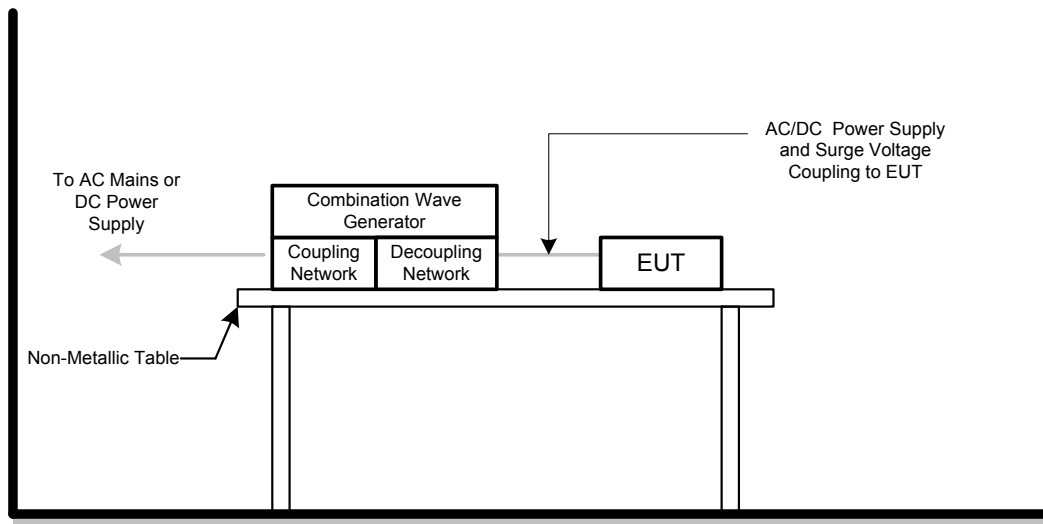 To AC Mains or
DC Power
Supply
Combination Wave
Generator
Coupling
Network
Decoupling
Network
AC/DC Power Supply
and Surge Voltage
Coupling to EUT
EUT
Non-Metallic Table